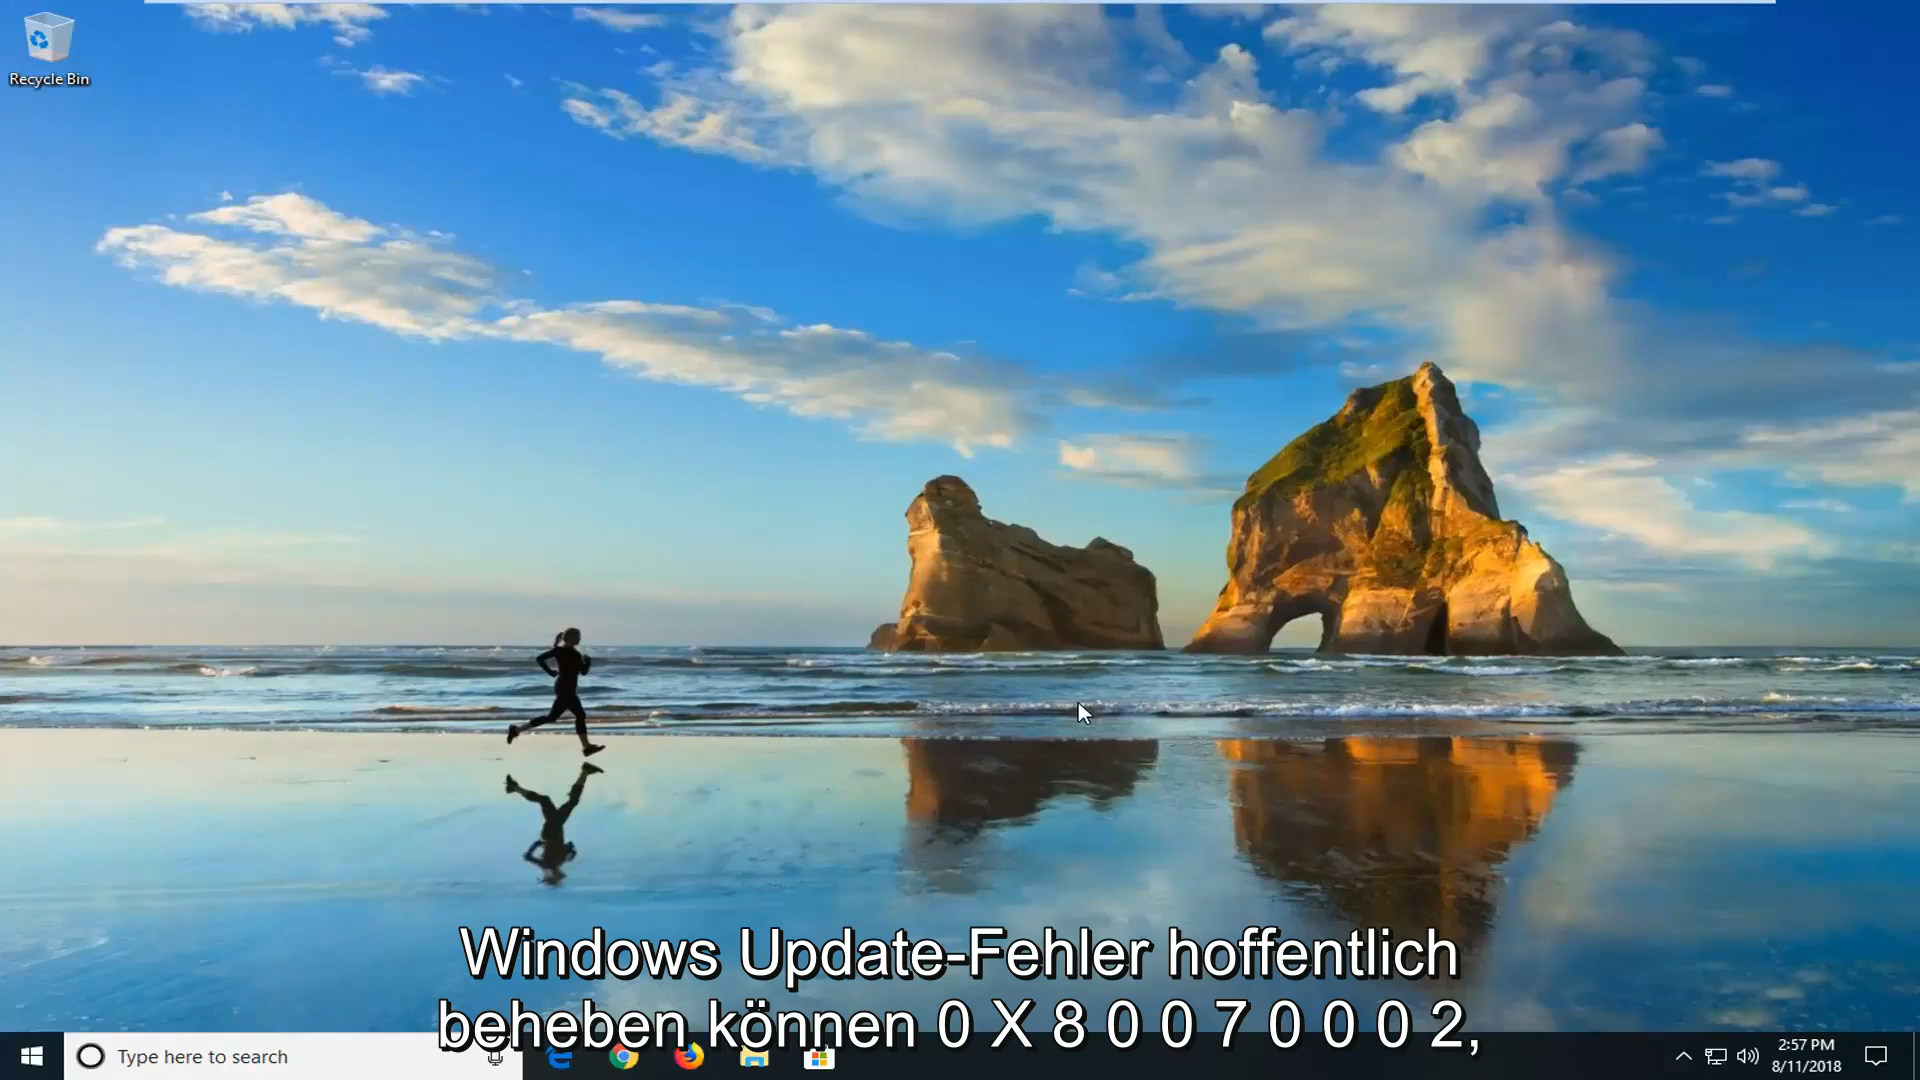 Recycle Bin
Windows Update-Fehler hoffentlich
beheben können 0 X 8 0 0 7 0 0 0 2,
Type here to search
2:57 PM
8/11/2018